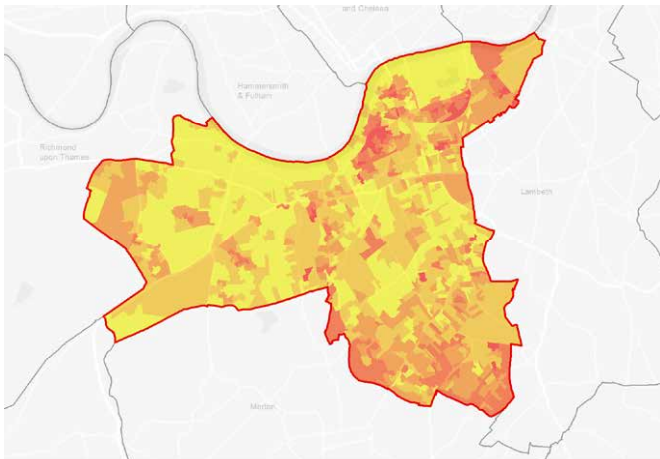 and Chelsea
Hammersmith
& Fulham
Richmond
upon Thames
Lambeth
Merton